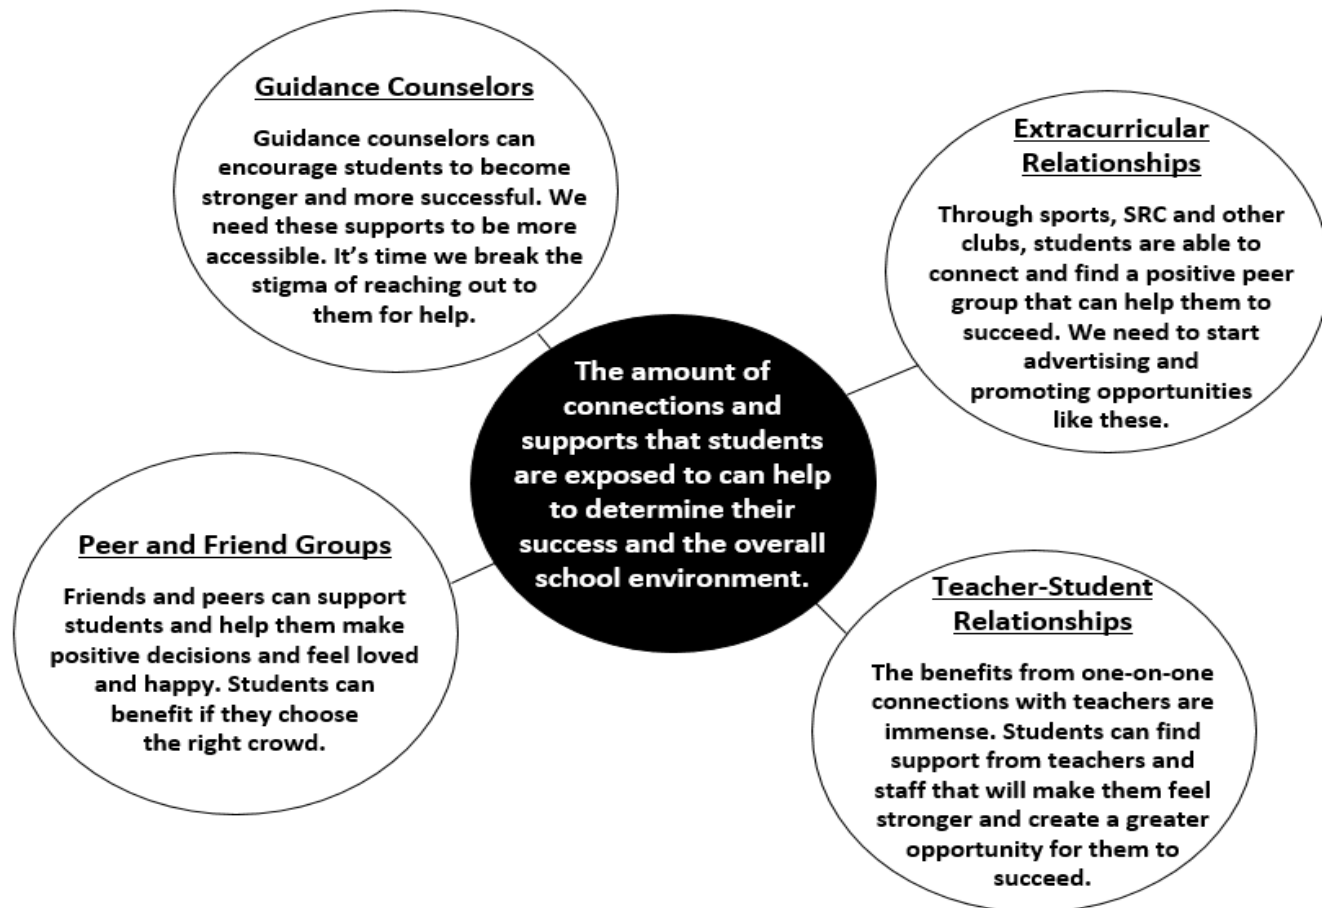 Guidance Counselors
Guidance counselors can
encourage students to become
stronger and more successful. We
need these supports to be more
accessible. It’s time we break the
stigma of reaching out to
them for help.
Extracurricular
Relationships
Through sports, SRC and other
clubs, students are able to
connect and find a positive peer
group that can help them to
succeed. We need to start
advertising and
promoting opportunities
like these.
The amount of
connections and
supports that students
are exposed to can help
to determine their
success and the overall
school environment.
Peer and Friend Groups
Friends and peers can support
students and help them make
positive decisions and feel loved
and happy. Students can
benefit if they choose
the right crowd.
Teacher-Student
Relationships
The benefits from one-on-one
connections with teachers are
immense. Students can find
support from teachers and
staff that will make them feel
stronger and create a greater
opportunity for them to
succeed.